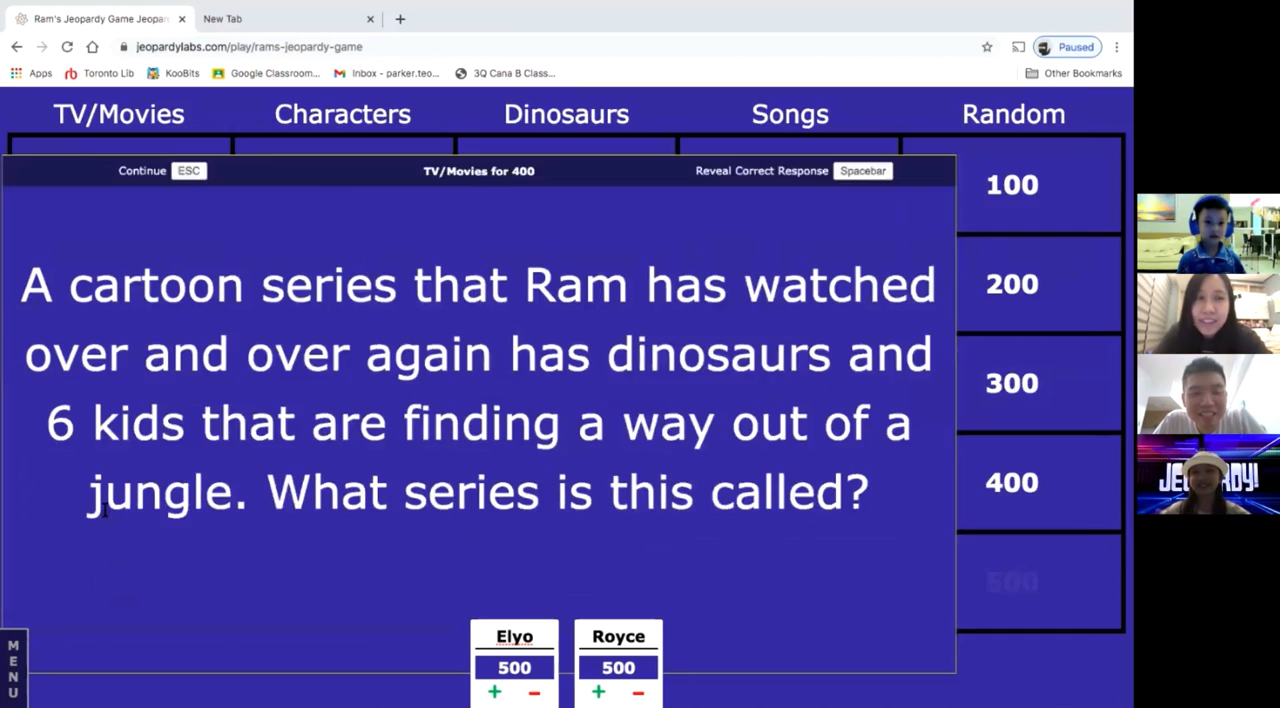 Ram's Jeopardy Game Jeopar
New Tab
jeopardylabs.com/play/rams-jeopardy-game
Paused
Apps
Toronto Lib
KooBits
Google Classroom...
Inbox - parker.teo...
3Q Cana B Class...
Other Bookmarks
TV/Movies
Characters
Dinosaurs
Songs
Random
Continue ESC
TV/Movies for 400
Reveal Correct Response Spacebar
A cartoon series that Ram has watched
over and over again has dinosaurs and
6 kids that are finding a way out of a
jungle. What series is this called?
100
200
300
400
500
MENU
Elyo
500
+ −
Royce
500
+ −